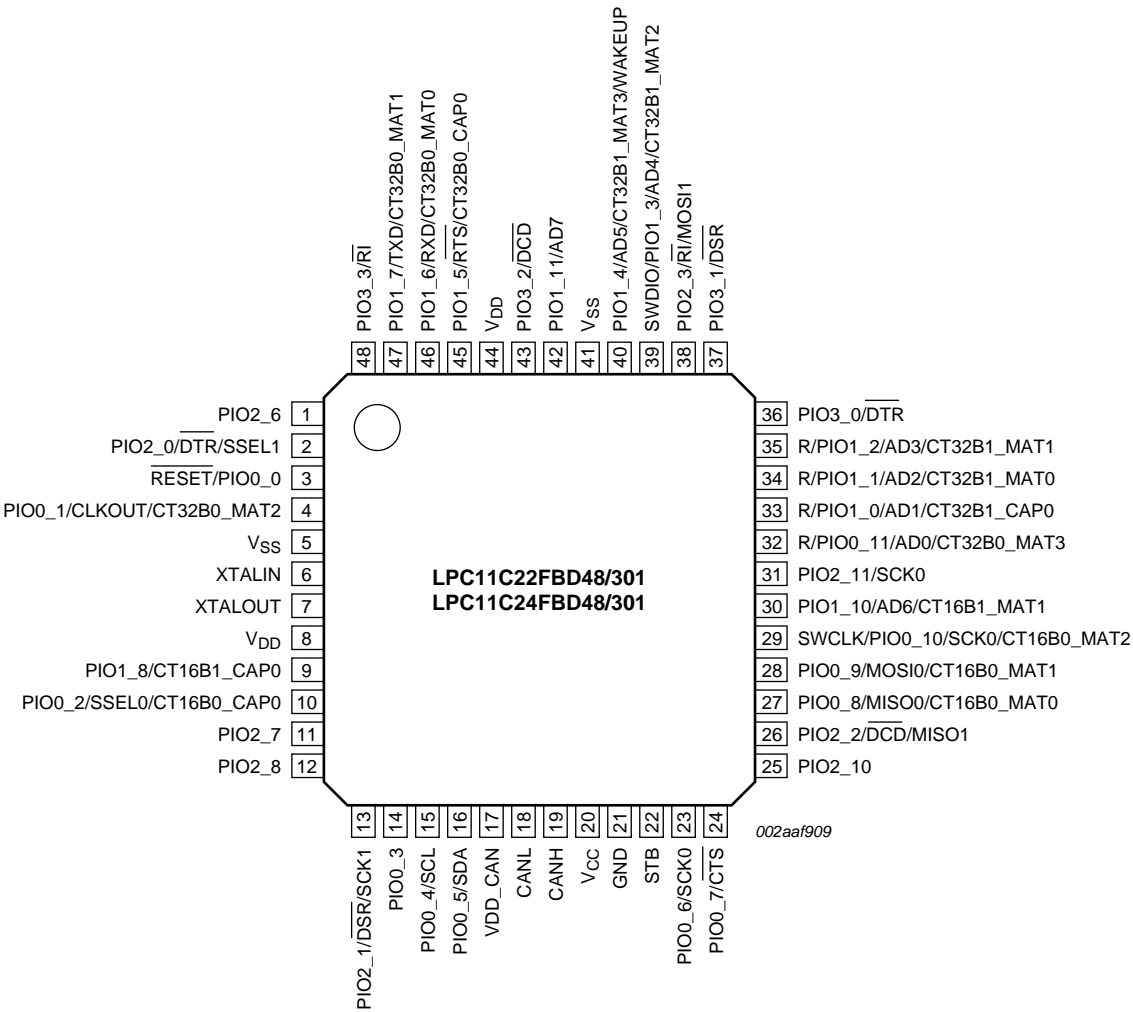 PIO3_3/RI
PIO1_7/TXD/CT32B0_MAT1
PIO1_6/RXD/CT32B0_MAT0
PIO1_5/RTS/CT32B0_CAP0
VDD
PIO3_2/DCD
PIO1_11/AD7
VSS
PIO1_4/AD5/CT32B1_MAT3/WAKEUP
SWDIO/PIO1_3/AD4/CT32B1_MAT2
PIO2_3/RI/MOSI1
PIO3_1/DSR
48 47 46 45 44 43 42 41 40 39 38 37
PIO2_6 1
PIO2_0/DTR/SSEL1 2
RESET/PIO0_0 3
PIO0_1/CLKOUT/CT32B0_MAT2 4
VSS 5
XTALIN 6
XTALOUT 7
VDD 8
PIO1_8/CT16B1_CAP0 9
PIO0_2/SSEL0/CT16B0_CAP0 10
PIO2_7 11
PIO2_8 12
LPC11C22FBD48/301
LPC11C24FBD48/301
36 PIO3_0/DTR
35 R/PIO1_2/AD3/CT32B1_MAT1
34 R/PIO1_1/AD2/CT32B1_MAT0
33 R/PIO1_0/AD1/CT32B1_CAP0
32 R/PIO0_11/AD0/CT32B0_MAT3
31 PIO2_11/SCK0
30 PIO1_10/AD6/CT16B1_MAT1
29 SWCLK/PIO0_10/SCK0/CT16B0_MAT2
28 PIO0_9/MOSI0/CT16B0_MAT1
27 PIO0_8/MISO0/CT16B0_MAT0
26 PIO2_2/DCD/MISO1
25 PIO2_10
13 14 15 16 17 18 19 20 21 22 23 24
PIO2_1/DSR/SCK1
PIO0_3
PIO0_4/SCL
PIO0_5/SDA
VDD_CAN
CANL
CANH
VCC
GND
STB
PIO0_6/SCK0
PIO0_7/CTS
002aaf909